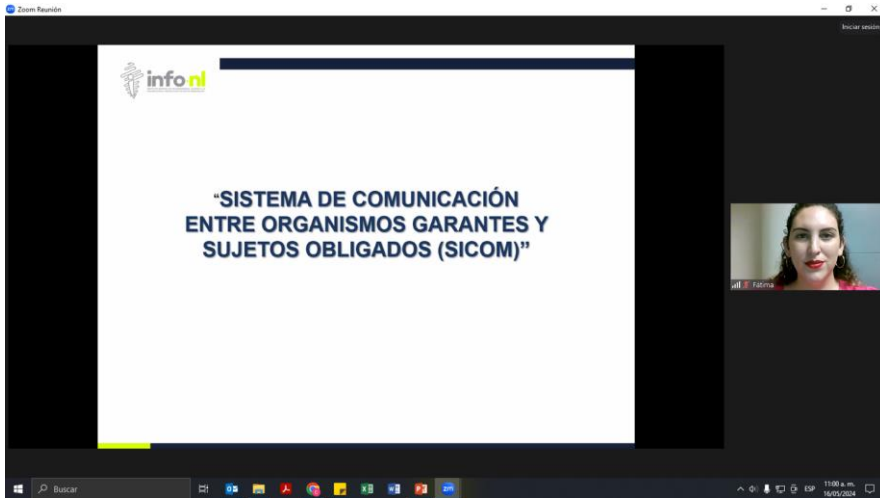 Zoom Reunión
Iniciar sesión
info nl
“SISTEMA DE COMUNICACIÓN
ENTRE ORGANISMOS GARANTES Y
SUJETOS OBLIGADOS (SICOM)”
Fátima
Buscar
ESP
11:00 a. m.
16/05/2024